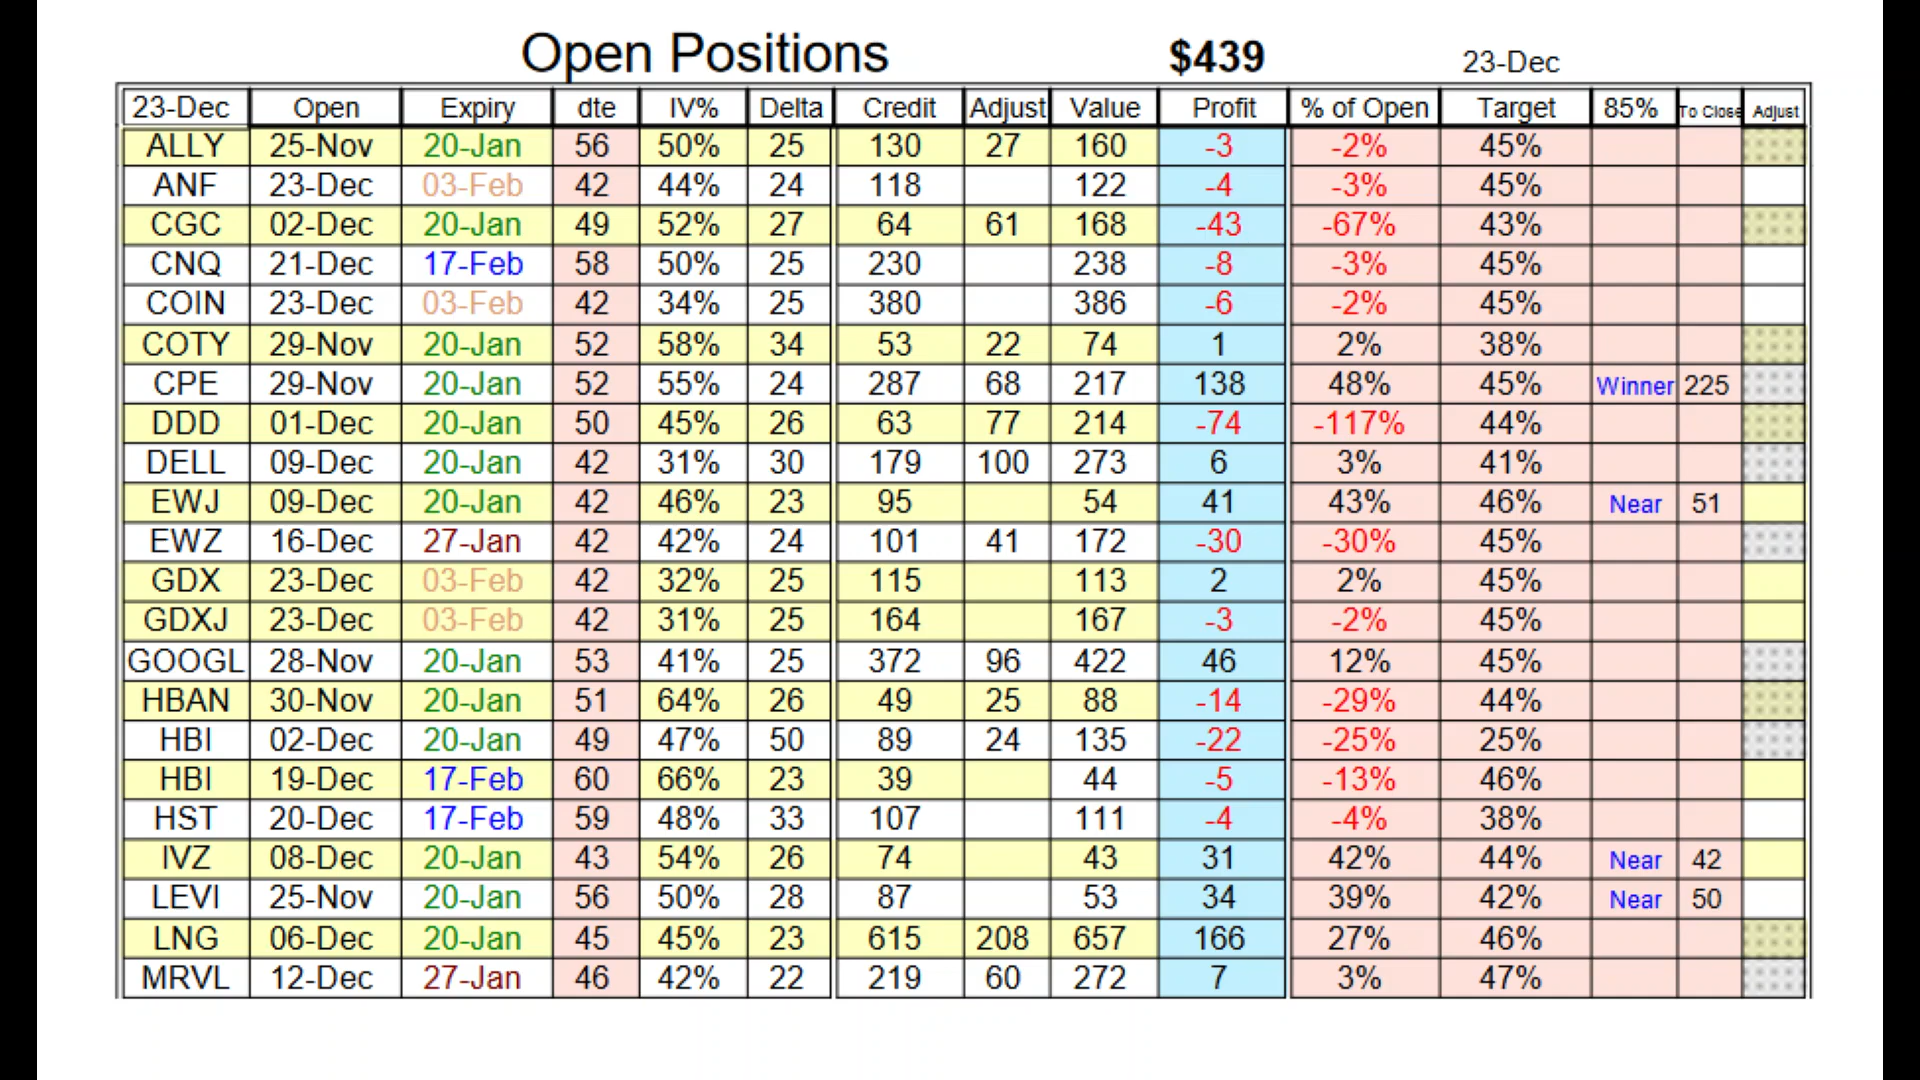 Open Positions $439 23-Dec
23-Dec Open Expiry dte IV% Delta Credit Adjust Value Profit % of Open Target 85% To Close Adjust
ALLY 25-Nov 20-Jan 56 50% 25 130 27 160 -3 -2% 45%
ANF 23-Dec 03-Feb 42 44% 24 118 122 -4 -3% 45%
CGC 02-Dec 20-Jan 49 52% 27 64 61 168 -43 -67% 43%
CNQ 21-Dec 17-Feb 58 50% 25 230 238 -8 -3% 45%
COIN 23-Dec 03-Feb 42 34% 25 380 386 -6 -2% 45%
COTY 29-Nov 20-Jan 52 58% 34 53 22 74 1 2% 38%
CPE 29-Nov 20-Jan 52 55% 24 287 68 217 138 48% 45% Winner 225
DDD 01-Dec 20-Jan 50 45% 26 63 77 214 -74 -117% 44%
DELL 09-Dec 20-Jan 42 31% 30 179 100 273 6 3% 41%
EWJ 09-Dec 20-Jan 42 46% 23 95 54 41 43% 46% Near 51
EWZ 16-Dec 27-Jan 42 42% 24 101 41 172 -30 -30% 45%
GDX 23-Dec 03-Feb 42 32% 25 115 113 2 2% 45%
GDXJ 23-Dec 03-Feb 42 31% 25 164 167 -3 -2% 45%
GOOGL 28-Nov 20-Jan 53 41% 25 372 96 422 46 12% 45%
HBAN 30-Nov 20-Jan 51 64% 26 49 25 88 -14 -29% 44%
HBI 02-Dec 20-Jan 49 47% 50 89 24 135 -22 -25% 25%
HBI 19-Dec 17-Feb 60 66% 23 39 44 -5 -13% 46%
HST 20-Dec 17-Feb 59 48% 33 107 111 -4 -4% 38%
IVZ 08-Dec 20-Jan 43 54% 26 74 43 31 42% 44% Near 42
LEVI 25-Nov 20-Jan 56 50% 28 87 53 34 39% 42% Near 50
LNG 06-Dec 20-Jan 45 45% 23 615 208 657 166 27% 46%
MRVL 12-Dec 27-Jan 46 42% 22 219 60 272 7 3% 47%